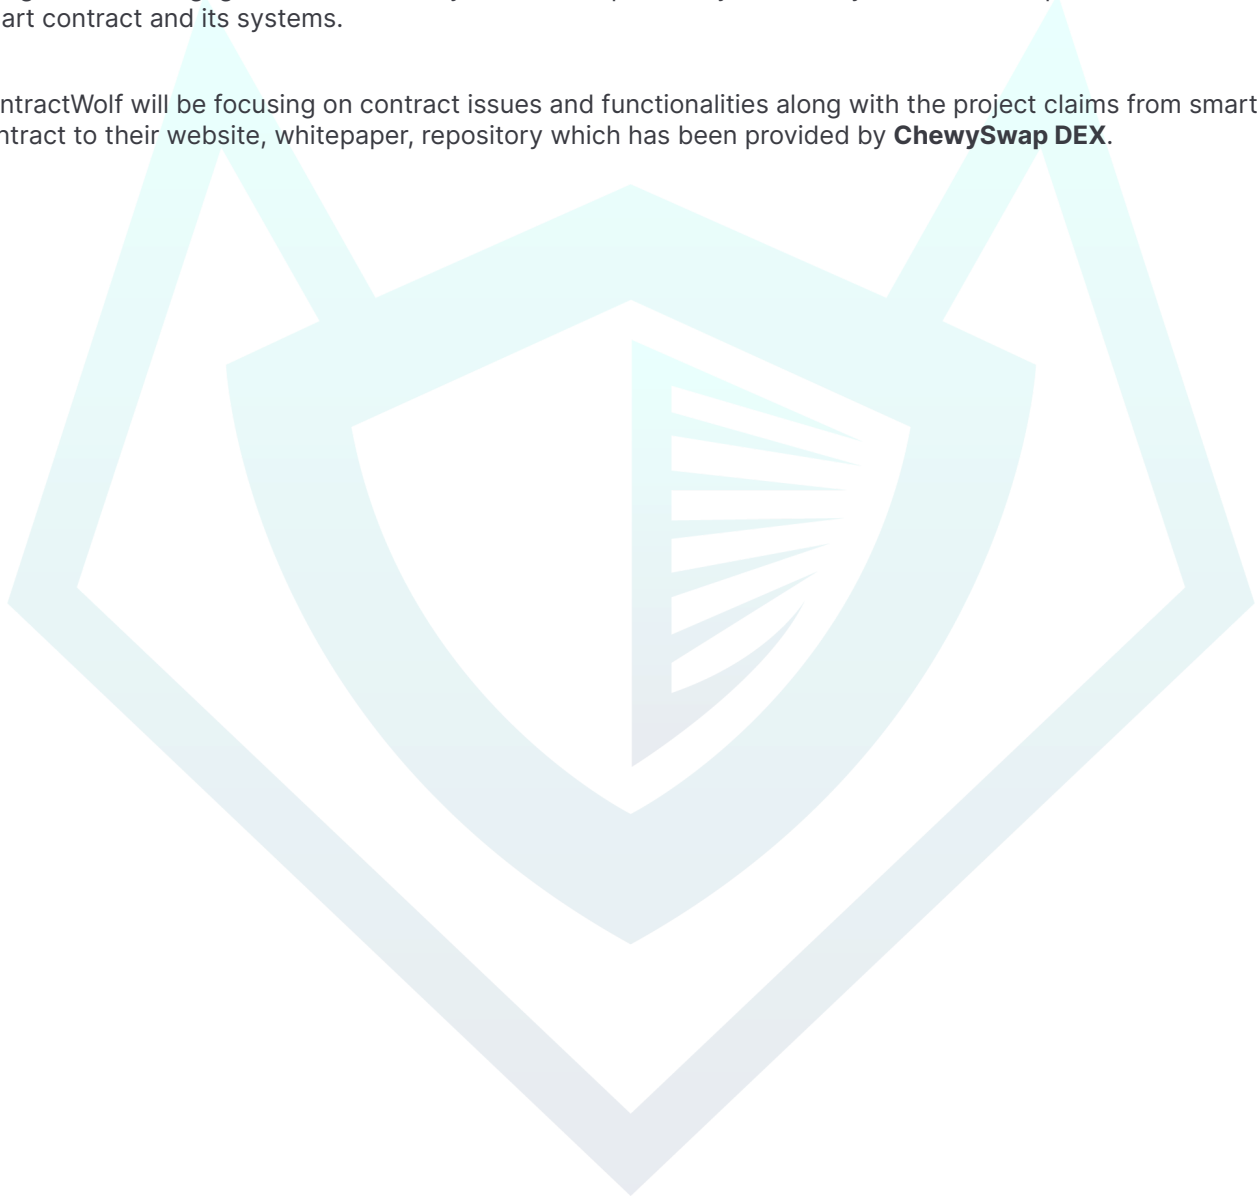 art contract and its systems.
ntractWolf will be focusing on contract issues and functionalities along with the project claims from smart
ntract to their website, whitepaper, repository which has been provided by ChewySwap DEX.